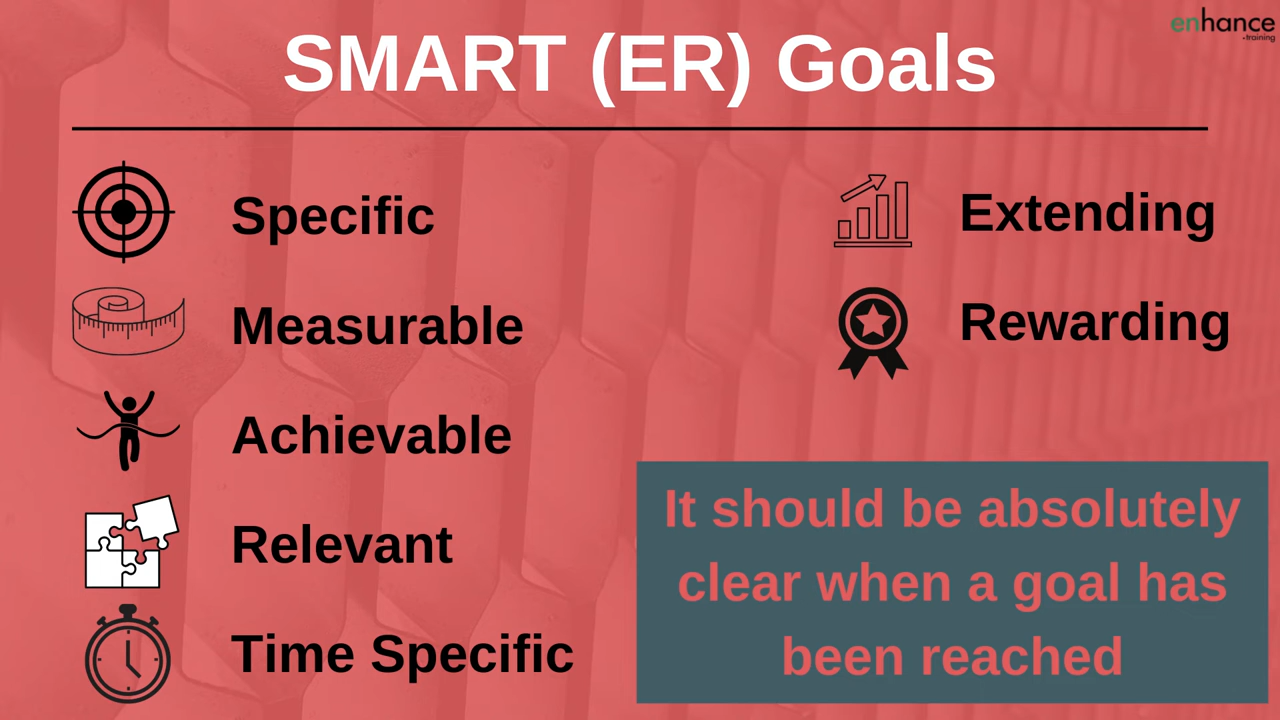 enhance
training
SMART (ER) Goals
Specific
Measurable
Achievable
Relevant
Time Specific
Extending
Rewarding
It should be absolutely
clear when a goal has
been reached